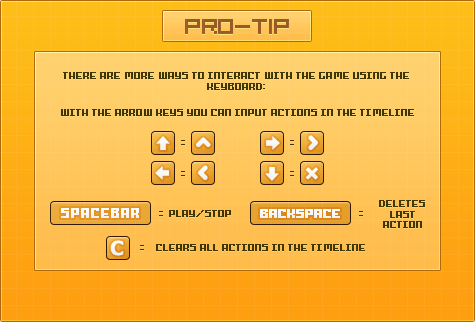 PRO-TIP
THERE ARE MORE WAYS TO INTERACT WITH THE GAME USING THE
KEYBOARD:
WITH THE ARROW KEYS YOU CAN INPUT ACTIONS IN THE TIMELINE
= =
= =
SPACEBAR = PLAY/STOP BACKSPACE = DELETES
LAST
ACTION
C = CLEARS ALL ACTIONS IN THE TIMELINE